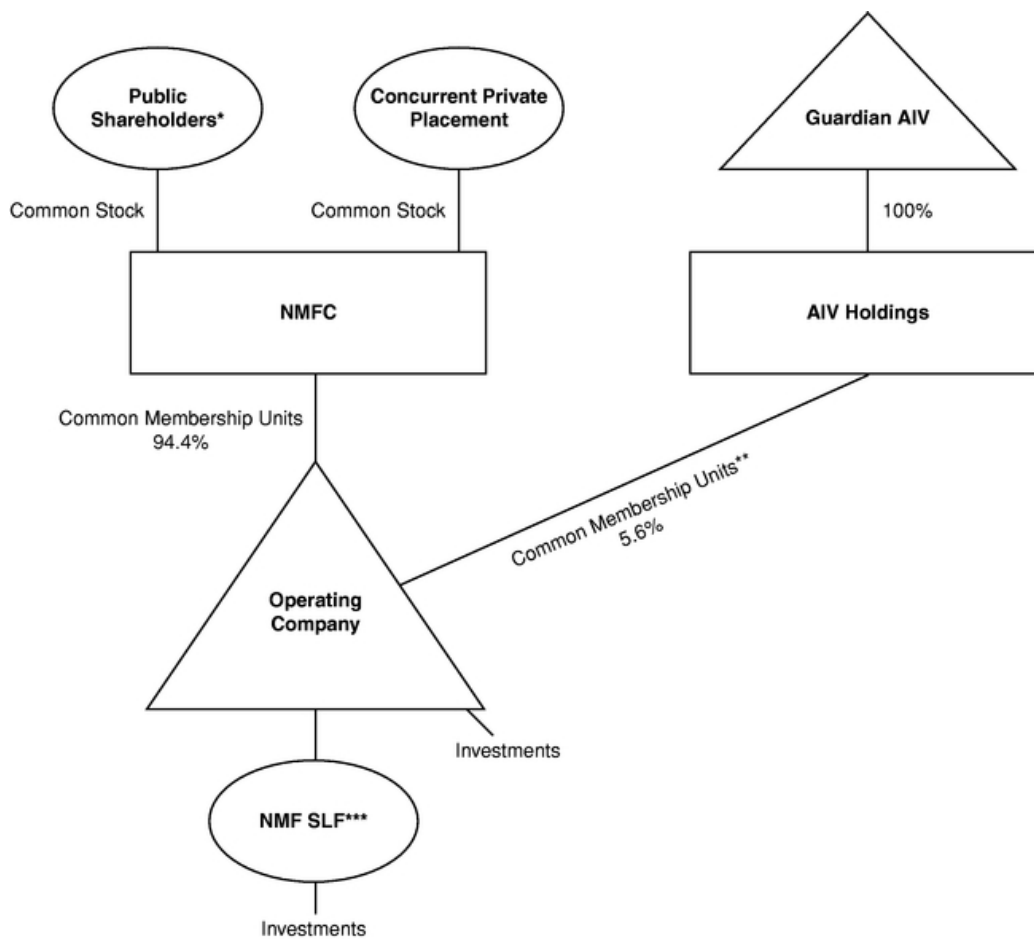 Public
Shareholders*
Concurrent Private
Placement
Guardian AIV
Common Stock
Common Stock
100%
NMFC
AIV Holdings
Common Membership Units
94.4%
Common Membership Units**
5.6%
Operating
Company
Investments
NMF SLF***
Investments